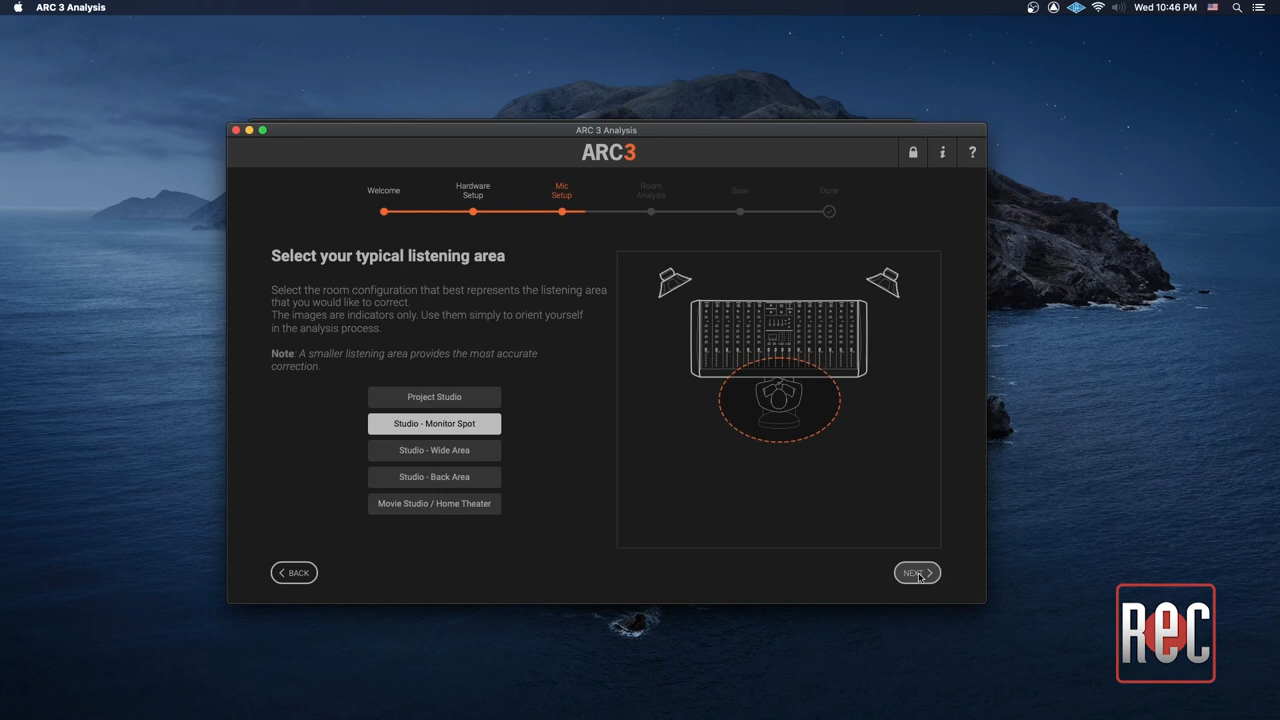 ARC 3 Analysis
Wed 10:46 PM
ARC 3 Analysis
ARC3
i
?
Welcome
Hardware
Setup
Mic
Setup
Room
Analysis
Save
Done
Select your typical listening area
Select the room configuration that best represents the listening area
that you would like to correct.
The images are indicators only. Use them simply to orient yourself
in the analysis process.
Note: A smaller listening area provides the most accurate
correction.
Project Studio
Studio - Monitor Spot
Studio - Wide Area
Studio - Back Area
Movie Studio / Home Theater
BACK
NEXT
ReC